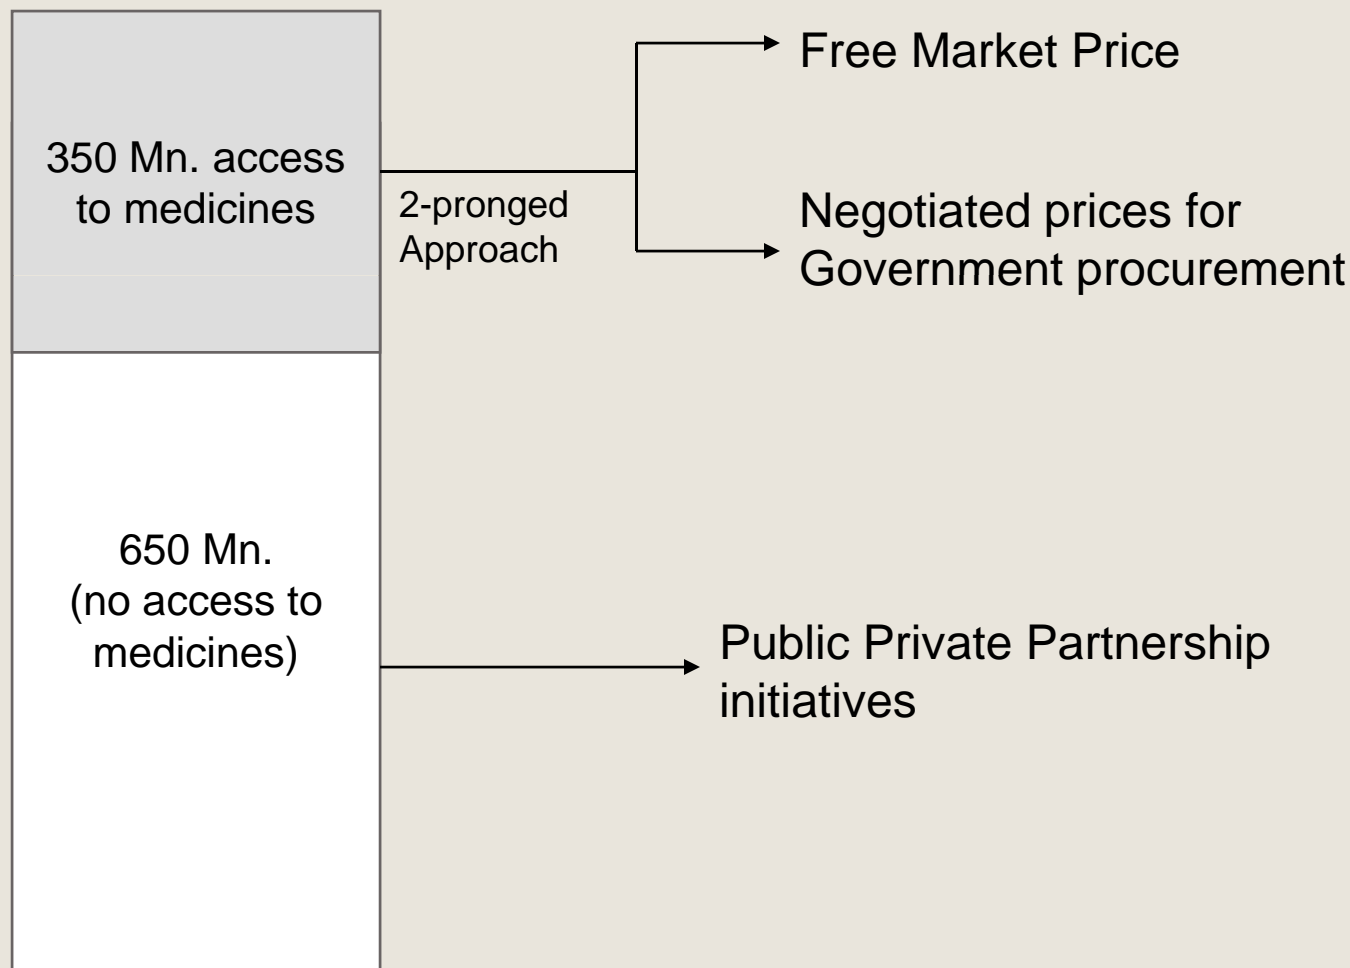 Free Market Price
350 Mn. access
to medicines
2-pronged
Approach
Negotiated prices for
Government procurement
650 Mn.
(no access to
medicines)
Public Private Partnership
initiatives